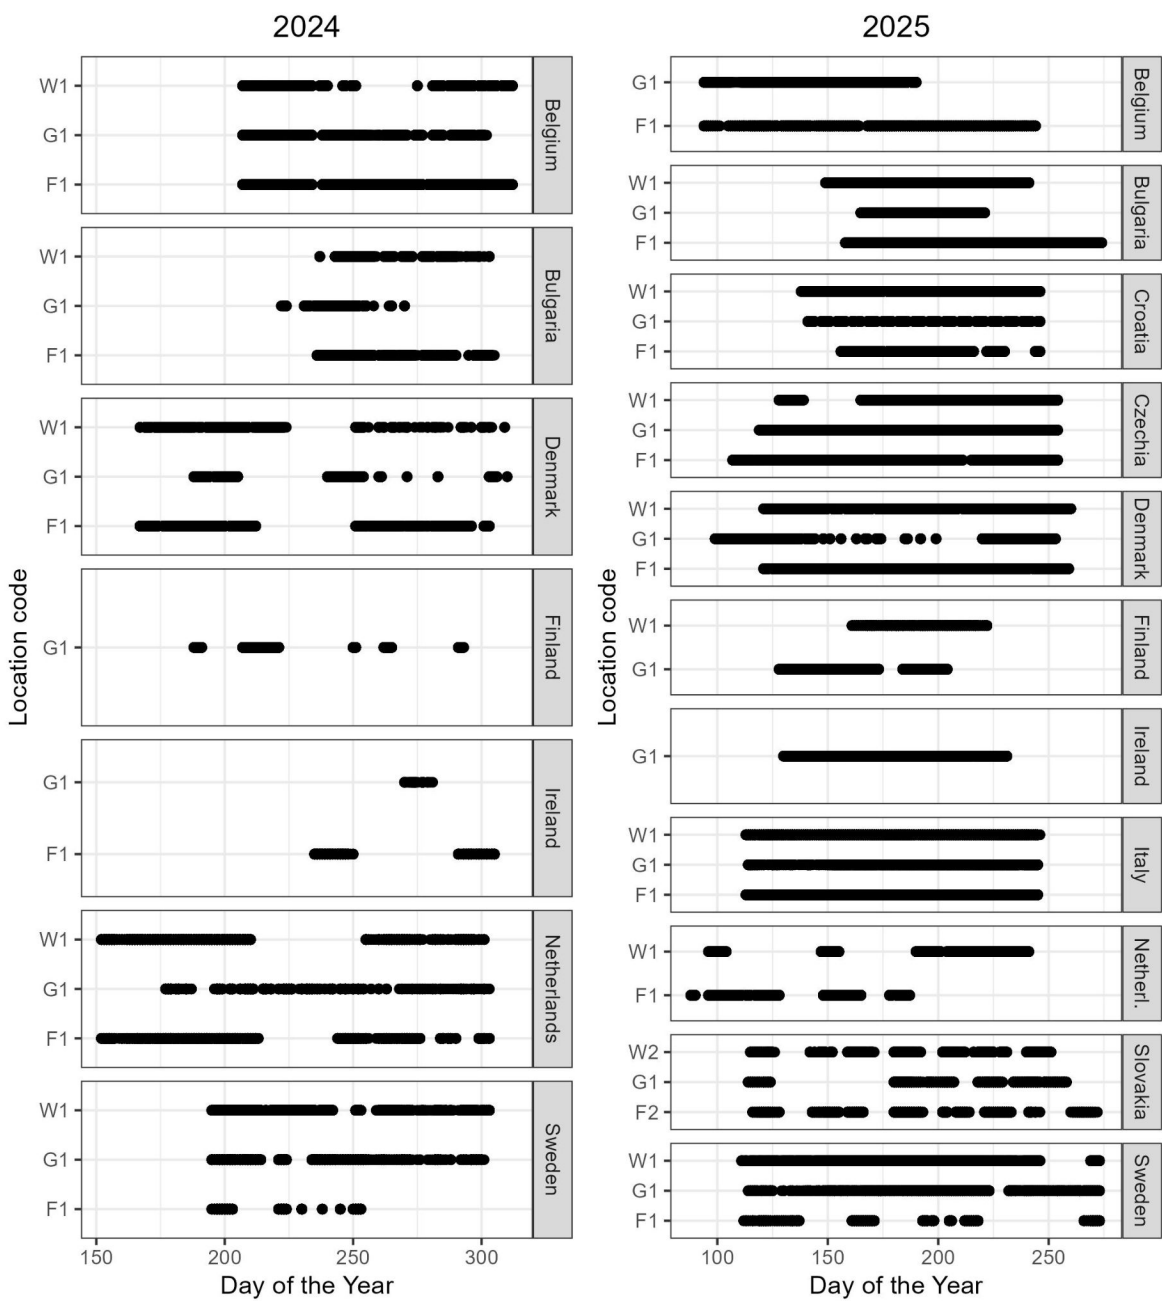 2024
W1
G1
F1
Belgium
W1
G1
F1
Bulgaria
W1
G1
F1
Denmark
G1
Finland
G1
F1
Ireland
W1
G1
F1
Netherlands
W1
G1
F1
Sweden
150 200 250 300
Day of the Year
Location code
2025
G1
F1
Belgium
W1
G1
F1
Bulgaria
W1
G1
F1
Croatia
W1
G1
F1
Czechia
W1
G1
F1
Denmark
W1
G1
Finland
G1
Ireland
W1
G1
F1
Italy
W1
F1
Netherl.
W2
G1
F2
Slovakia
W1
G1
F1
Sweden
100 150 200 250
Day of the Year
Location code